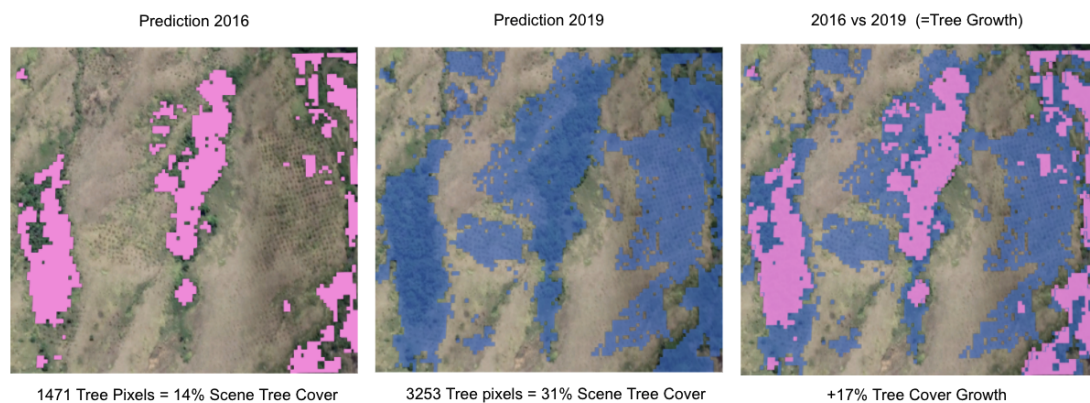 Prediction 2016
Prediction 2019
2016 vs 2019 (=Tree Growth)
1471 Tree Pixels = 14% Scene Tree Cover
3253 Tree pixels = 31% Scene Tree Cover
+17% Tree Cover Growth